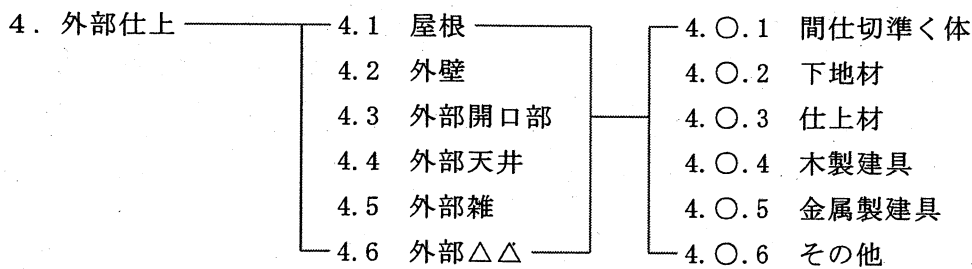 4．外部仕上 4.1 屋根 4.○.1 間仕切準く体
4.2 外壁 4.○.2 下地材
4.3 外部開口部 4.○.3 仕上材
4.4 外部天井 4.○.4 木製建具
4.5 外部雑 4.○.5 金属製建具
4.6 外部△△ 4.○.6 その他